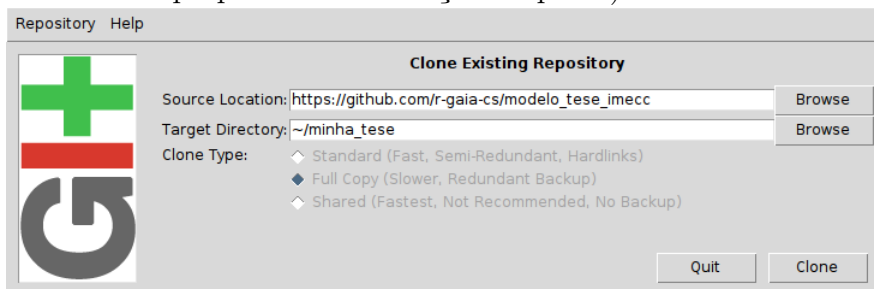 Repository Help
Clone Existing Repository
Source Location: https://github.com/r-gaia-cs/modelo_tese_imecc Browse
Target Directory: ~/minha_tese Browse
Clone Type: Standard (Fast, Semi-Redundant, Hardlinks)
Full Copy (Slower, Redundant Backup)
Shared (Fastest, Not Recommended, No Backup)
Quit Clone
GIT